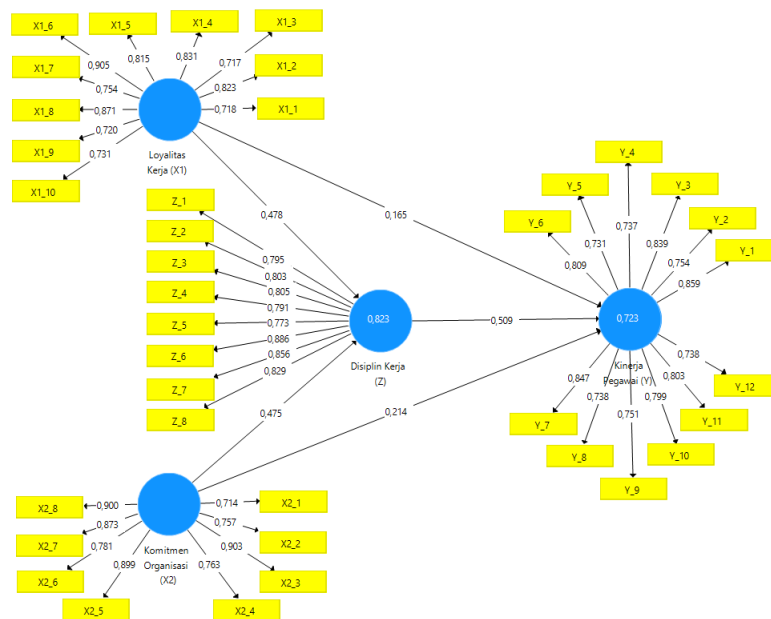 X1_6
X1_5
X1_4
X1_3
X1_7
X1_2
X1_8
X1_1
X1_9
X1_10
0,905
0,815
0,831
0,717
0,754
0,823
0,871
0,718
0,720
0,731
Loyalitas
Kerja (X1)
0,478
0,165
Z_1
Z_2
Z_3
Z_4
Z_5
Z_6
Z_7
Z_8
0,795
0,803
0,805
0,791
0,773
0,886
0,856
0,829
0,823
Disiplin Kerja
(Z)
0,509
0,475
0,214
Y_4
Y_5
Y_3
Y_6
Y_2
Y_1
0,737
0,731
0,839
0,809
0,754
0,859
0,723
Kinerja
Pegawai (Y)
0,847
0,738
0,751
0,799
0,803
0,738
Y_12
Y_7
Y_11
Y_8
Y_10
Y_9
X2_8
X2_1
X2_7
X2_2
X2_6
X2_3
X2_5
X2_4
0,900
0,714
0,873
0,757
0,781
0,903
0,899
0,763
Komitmen
Organisasi
(X2)